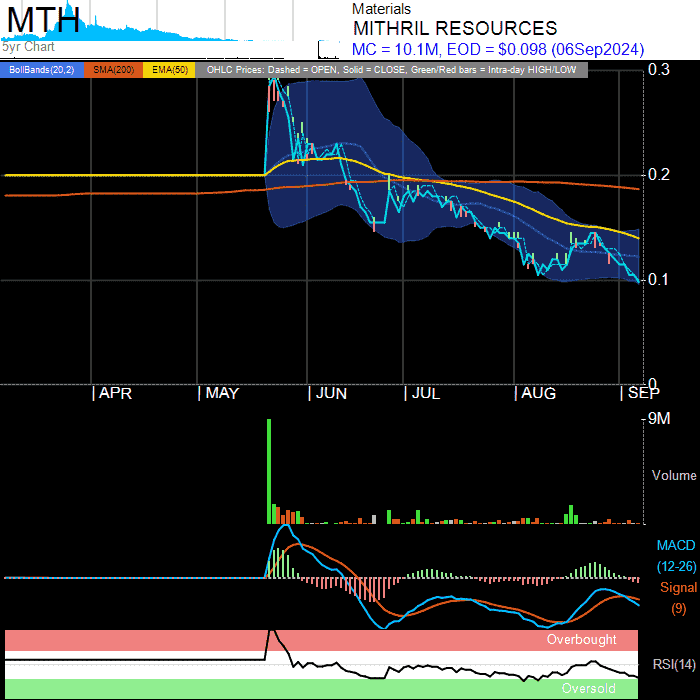 MTH
Materials
MITHRIL RESOURCES
5yr Chart
MC = 10.1M, EOD = $0.098 (06Sep2024)
BollBands(20,2) SMA(200) EMA(50) OHLC Prices: Dashed = OPEN, Solid = CLOSE, Green/Red bars = Intra-day HIGH/LOW
0.3
0.2
0.1
0
APR MAY JUN JUL AUG SEP
9M
Volume
MACD
(12-26)
Signal
(9)
Overbought
RSI(14)
Oversold